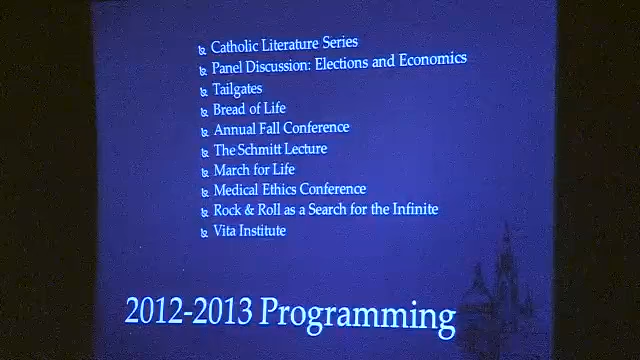 Catholic Literature Series
Panel Discussion: Elections and Economics
Tailgates
Bread of Life
Annual Fall Conference
The Schmitt Lecture
March for Life
Medical Ethics Conference
Rock & Roll as a Search for the Infinite
Vita Institute
2012-2013 Programming